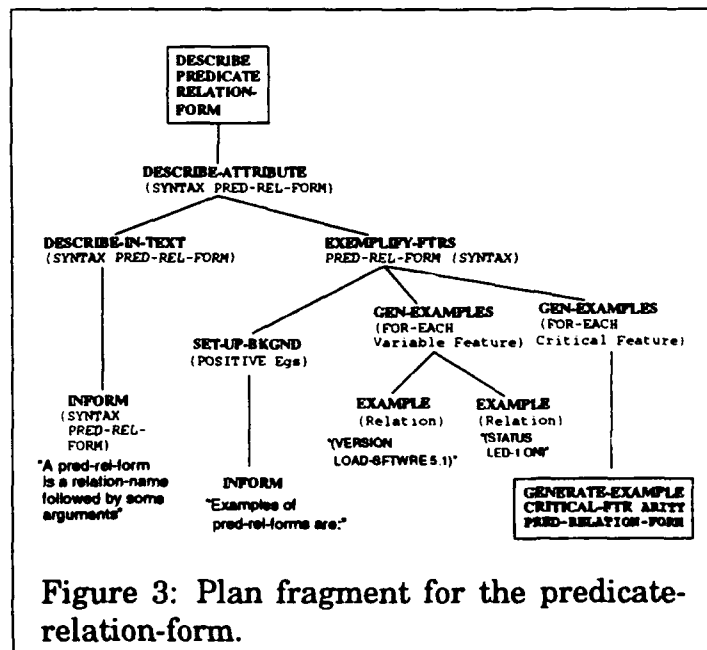 DESCRIBE
PREDICATE
RELATION-
FORM
DESCRIBE-ATTRIBUTE
(SYNTAX PRED-REL-FORM)
DESCRIBE-IN-TEXT
(SYNTAX PRED-REL-FORM)
EXEMPLIFY-FTRS
PRED-REL-FORM (SYNTAX)
SET-UP-BKGND
(POSITIVE Egs)
GEN-EXAMPLES
(FOR-EACH
Variable Feature)
GEN-EXAMPLES
(FOR-EACH
Critical Feature)
INFORM
(SYNTAX
PRED-REL-
FORM)
"A pred-rel-form
is a relation-name
followed by some
arguments"
INFORM
"Examples of
pred-rel-forms are:"
EXAMPLE
(Relation)
"(VERSION
LOAD-SFTWRE 5.1)"
EXAMPLE
(Relation)
"(STATUS
LED-1 ON)"
GENERATE-EXAMPLE
CRITICAL-FTR ARITY
PRED-RELATION-FORM
Figure 3: Plan fragment for the predicate-
relation-form.